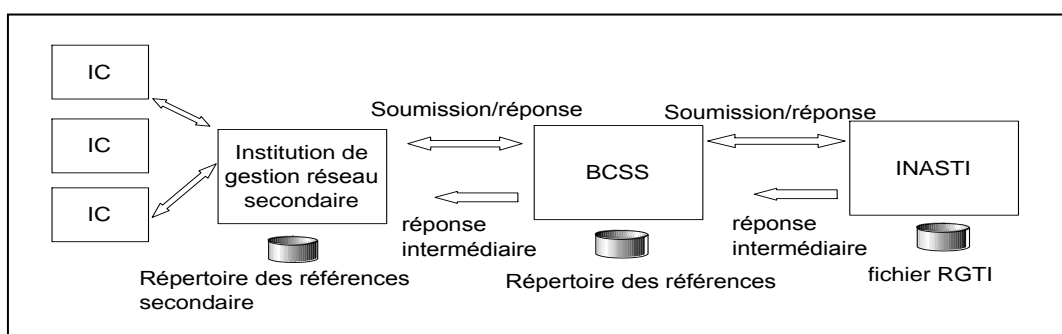 IC
IC
IC
Institution de
gestion réseau
secondaire
Répertoire des références
secondaire
Soumission/réponse
réponse
intermédiaire
BCSS
Répertoire des références
Soumission/réponse
réponse
intermédiaire
INASTI
fichier RGTI